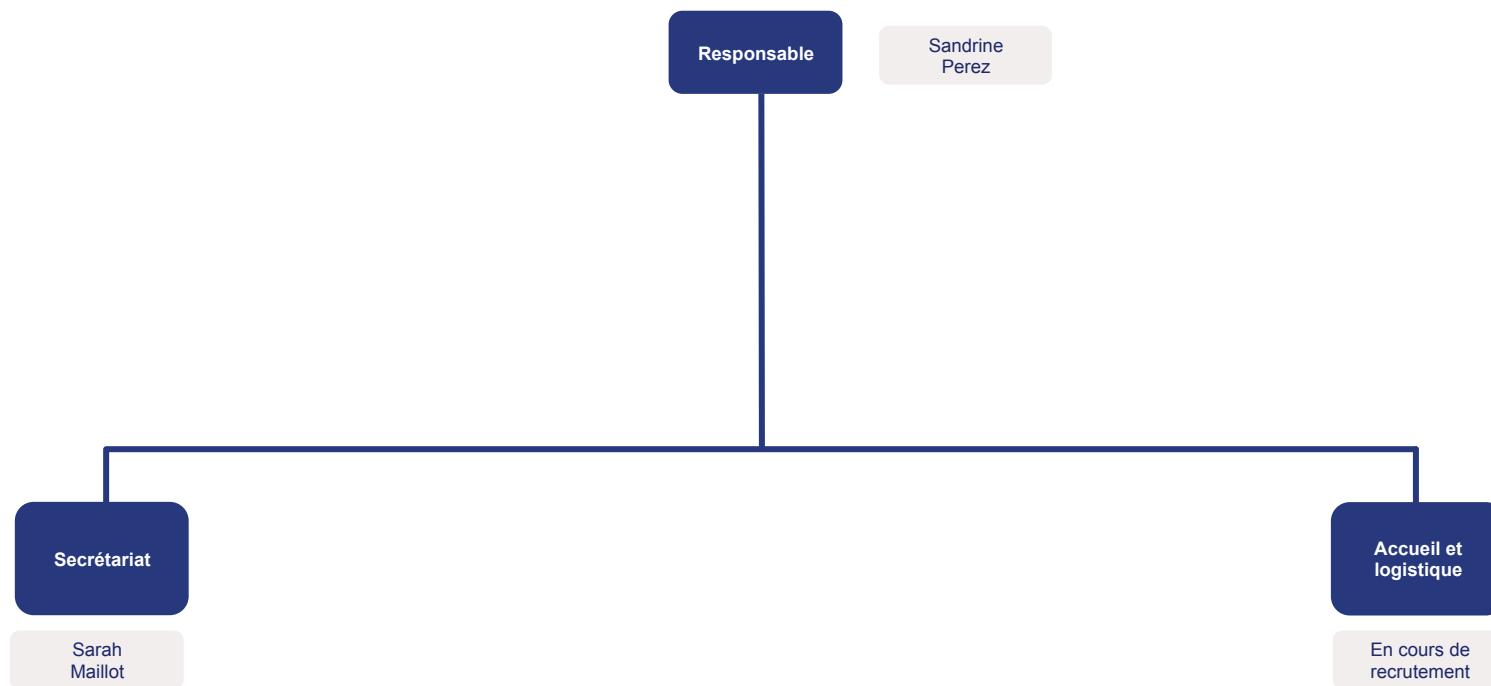 Responsable
Sandrine
Perez
Secrétariat
Accueil et
logistique
Sarah
Maillot
En cours de
recrutement